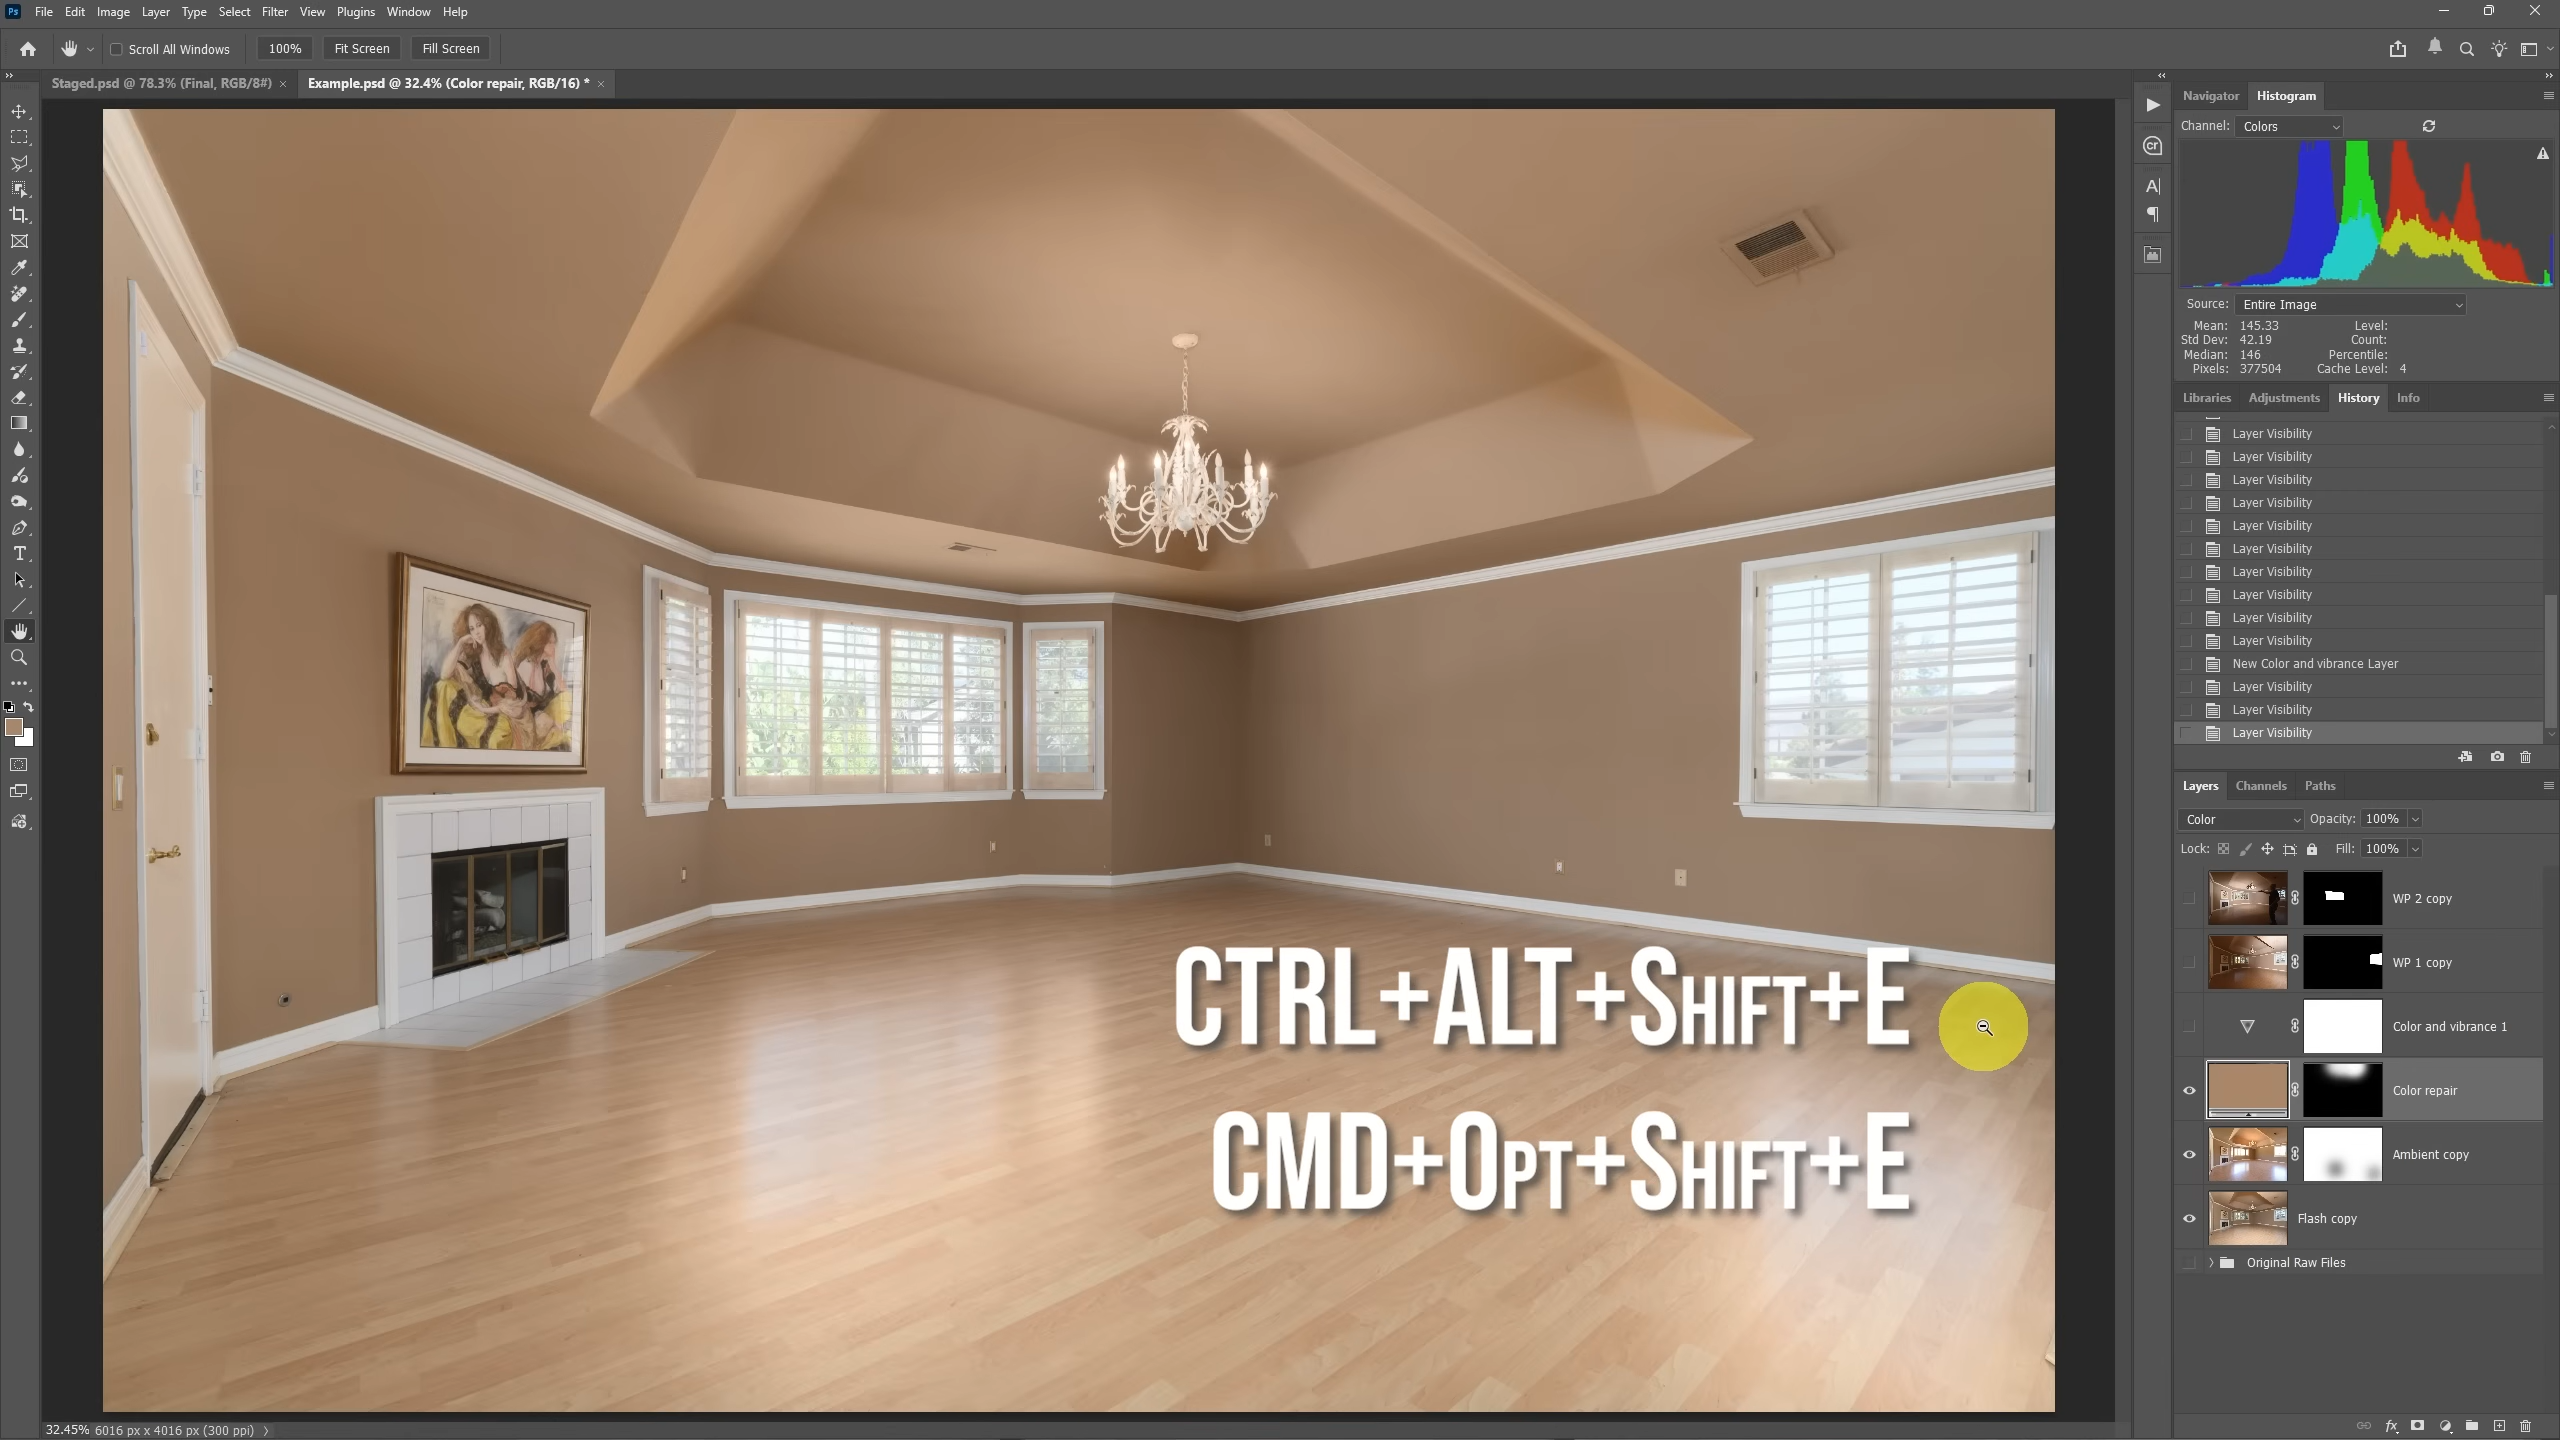 Ps File Edit Image Layer Type Select Filter View Plugins Window Help
Scroll All Windows 100% Fit Screen Fill Screen
Staged.psd @ 78.3% (Final, RGB/8#) × Example.psd @ 32.4% (Color repair, RGB/16) * ×
Navigator Histogram
Channel: Colors
Source: Entire Image
Mean: 145.33 Level:
Std Dev: 42.19 Count:
Median: 146 Percentile:
Pixels: 377504 Cache Level: 4
Libraries Adjustments History Info
Layer Visibility
Layer Visibility
Layer Visibility
Layer Visibility
Layer Visibility
Layer Visibility
Layer Visibility
Layer Visibility
Layer Visibility
Layer Visibility
New Color and vibrance Layer
Layer Visibility
Layer Visibility
Layer Visibility
Layers Channels Paths
Color Opacity: 100%
Lock: Fill: 100%
WP 2 copy
WP 1 copy
Color and vibrance 1
Color repair
Ambient copy
Flash copy
Original Raw Files
CTRL+ALT+SHIFT+E
CMD+OPT+SHIFT+E
32.45% 6016 px x 4016 px (300 ppi)